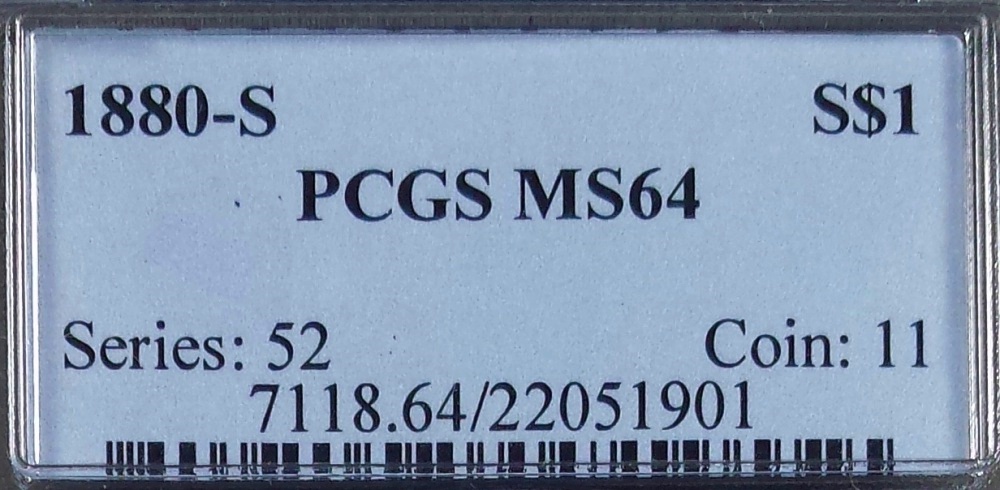 1880-S S$1
PCGS MS64
Series: 52 Coin: 11
7118.64/22051901